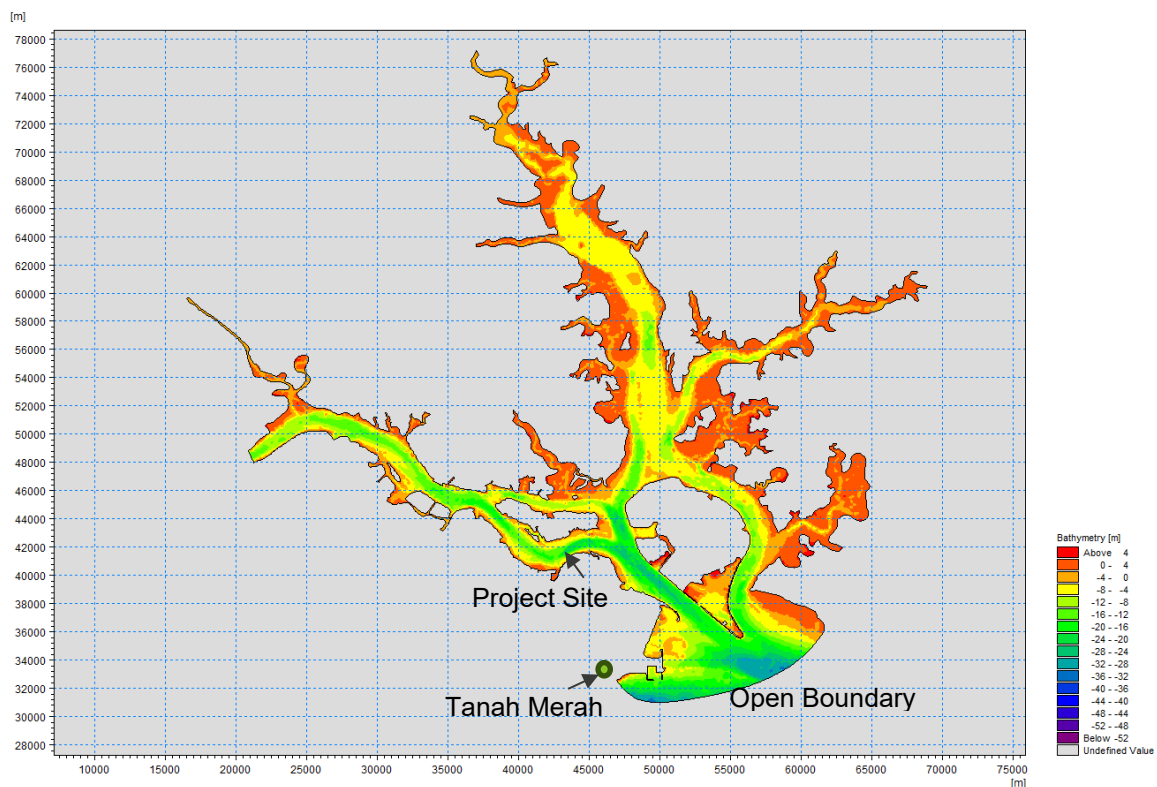 [m]
78000
76000
74000
72000
70000
68000
66000
64000
62000
60000
58000
56000
54000
52000
50000
48000
46000
44000
42000
40000
38000
36000
34000
32000
30000
28000
Project Site
Tanah Merah
Open Boundary
10000 15000 20000 25000 30000 35000 40000 45000 50000 55000 60000 65000 70000 75000
[m]
Bathymetry [m]
Above 4
0 - 4
-4 - 0
-8 - -4
-12 - -8
-16 - -12
-20 - -16
-24 - -20
-28 - -24
-32 - -28
-36 - -32
-40 - -36
-44 - -40
-48 - -44
-52 - -48
Below -52
Undefined Value